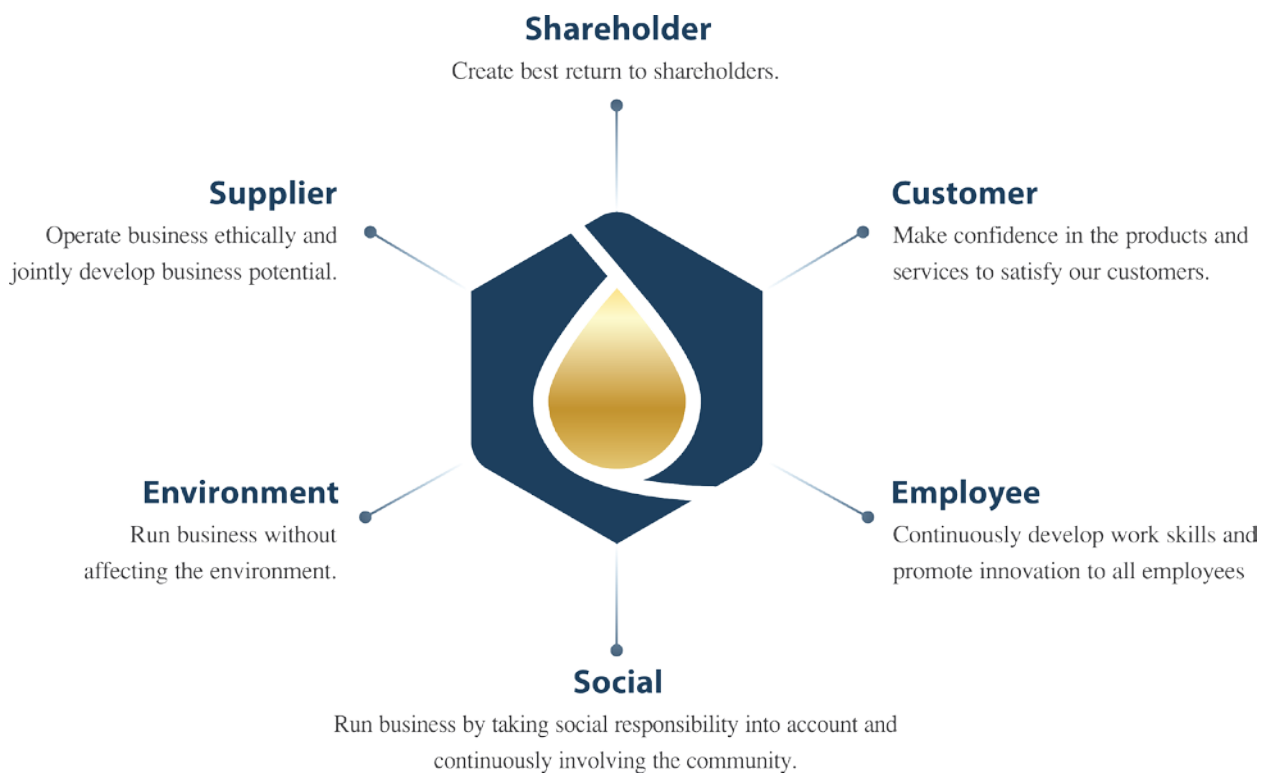 Shareholder
Create best return to shareholders.
Supplier
Operate business ethically and
jointly develop business potential.
Customer
Make confidence in the products and
services to satisfy our customers.
Environment
Run business without
affecting the environment.
Employee
Continuously develop work skills and
promote innovation to all employees
Social
Run business by taking social responsibility into account and
continuously involving the community.